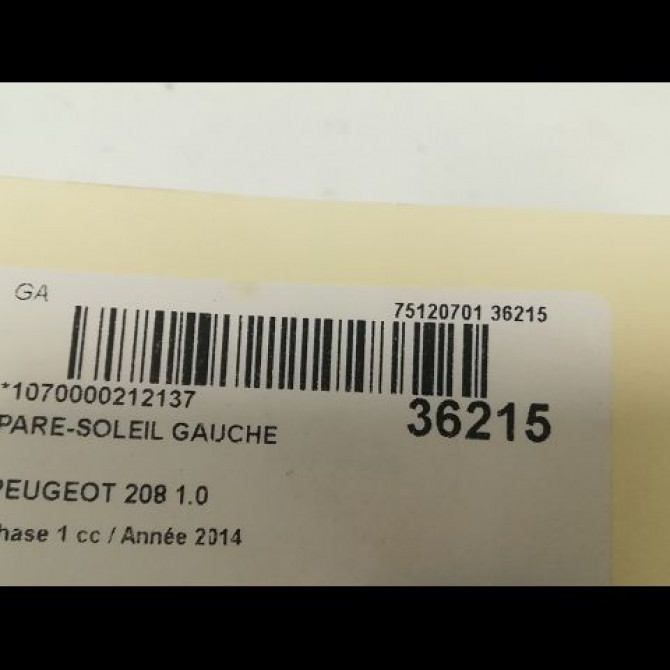 GA
75120701 36215
*1070000212137
36215
PARE-SOLEIL GAUCHE
PEUGEOT 208 1.0
hase 1 cc / Année 2014